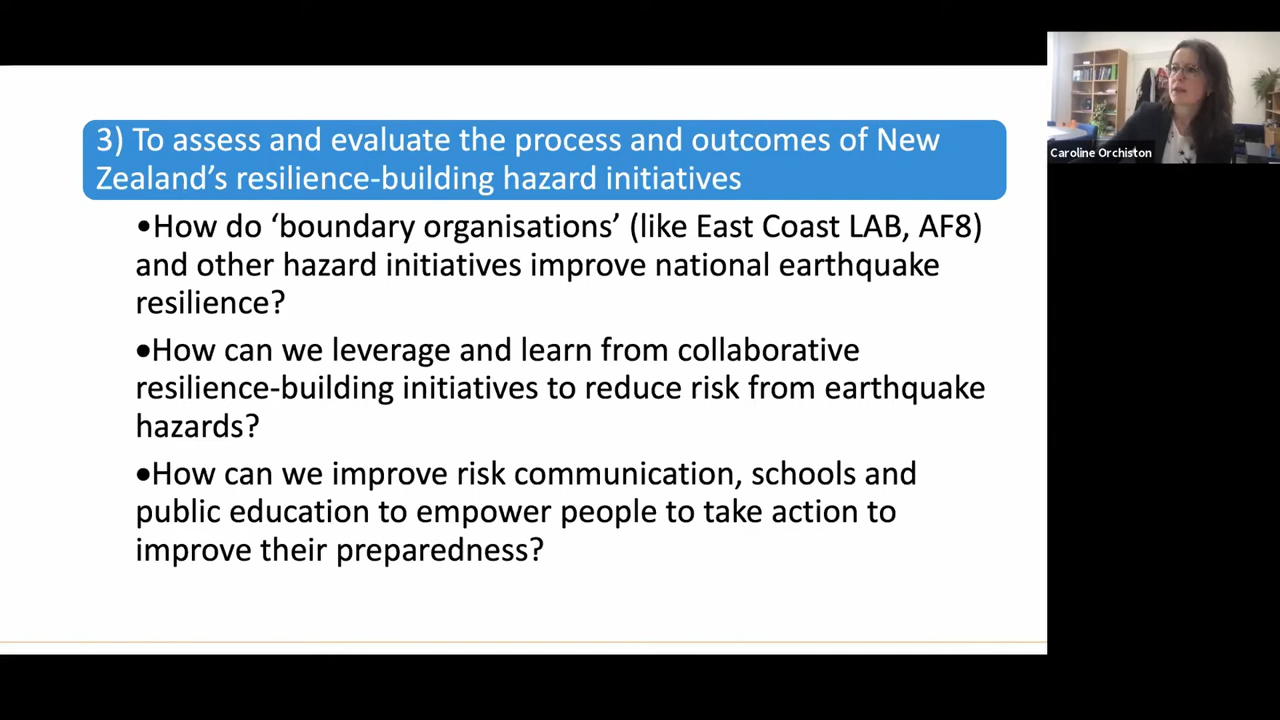 3) To assess and evaluate the process and outcomes of New
Zealand’s resilience-building hazard initiatives
•How do ‘boundary organisations’ (like East Coast LAB, AF8)
and other hazard initiatives improve national earthquake
resilience?
•How can we leverage and learn from collaborative
resilience-building initiatives to reduce risk from earthquake
hazards?
•How can we improve risk communication, schools and
public education to empower people to take action to
improve their preparedness?
Caroline Orchiston